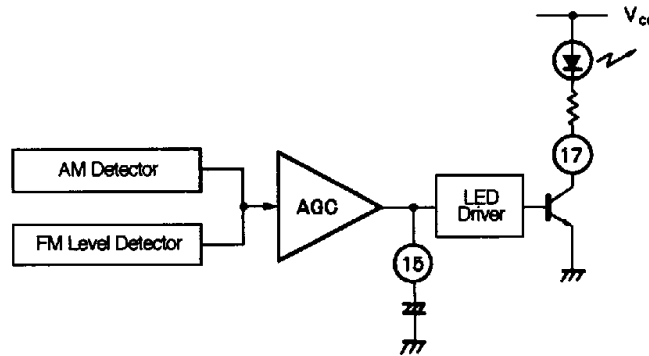 Vcc
17
AM Detector
FM Level Detector
AGC
LED
Driver
15